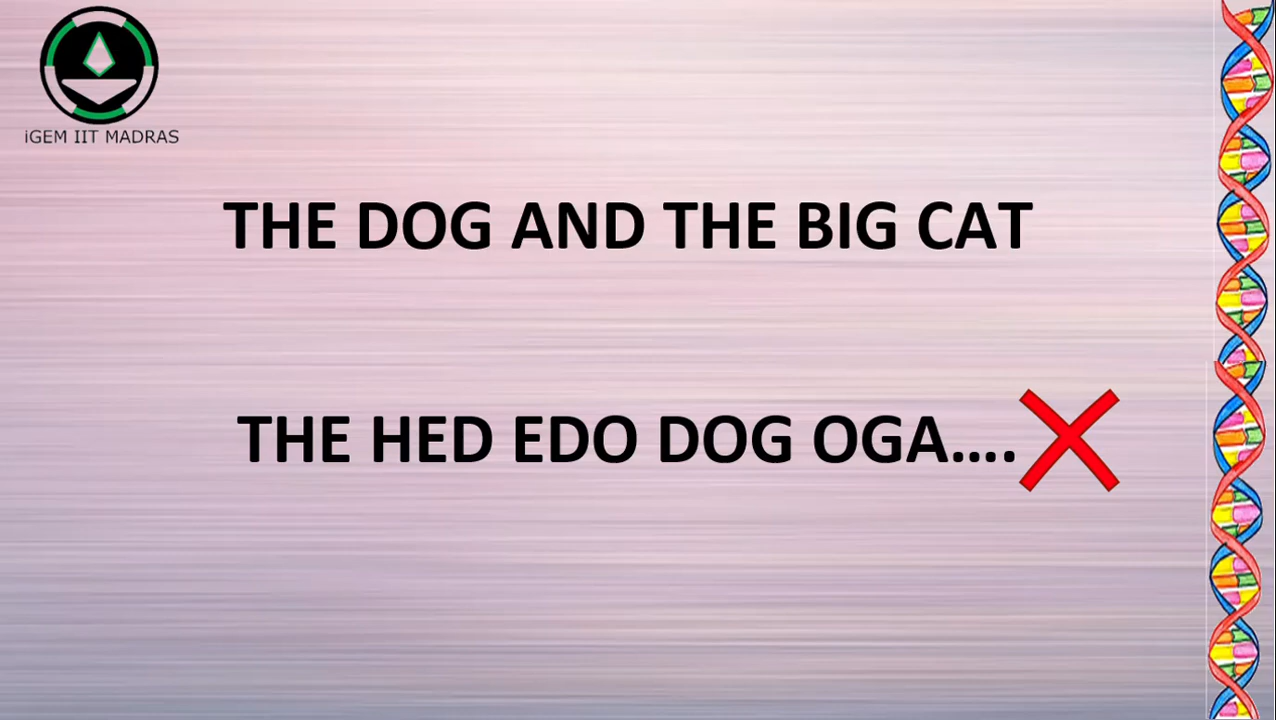 iGEM IIT MADRAS
THE DOG AND THE BIG CAT
THE HED EDO DOG OGA....